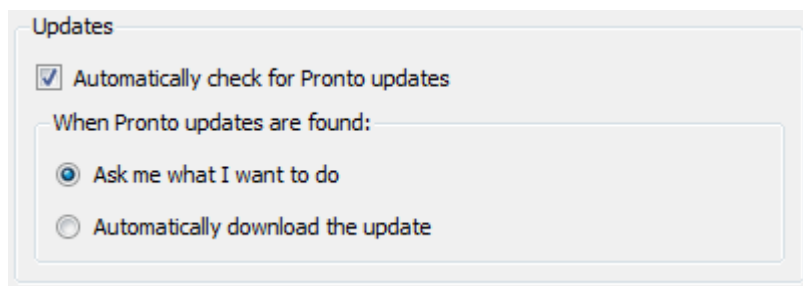 Updates
Automatically check for Pronto updates
When Pronto updates are found:
Ask me what I want to do
Automatically download the update